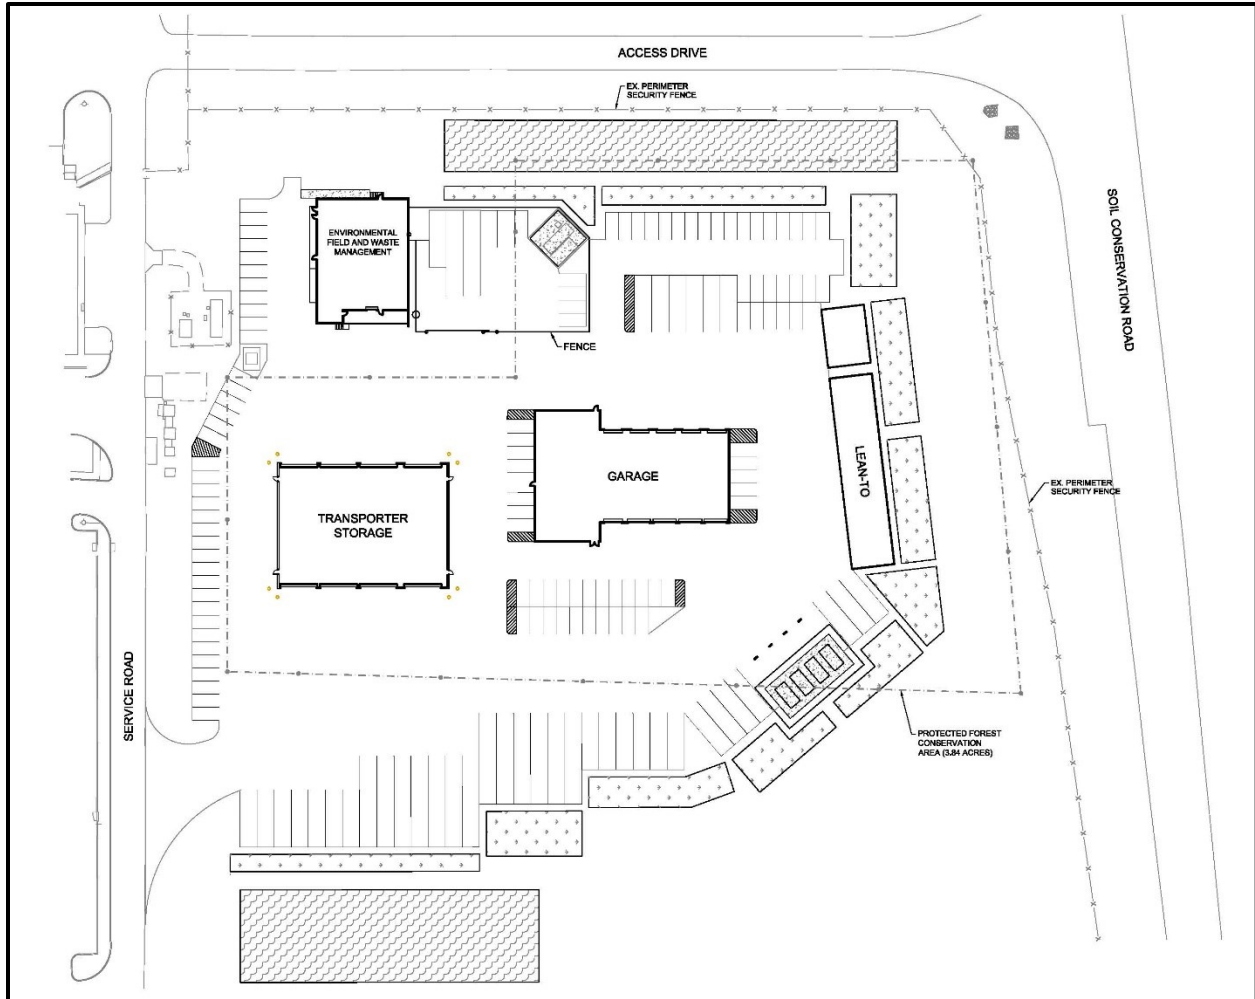 ACCESS DRIVE
EX. PERIMETER
SECURITY FENCE
SOIL CONSERVATION ROAD
ENVIRONMENTAL
FIELD AND WASTE
MANAGEMENT
FENCE
GARAGE
LEAN-TO
EX. PERIMETER
SECURITY FENCE
TRANSPORTER
STORAGE
SERVICE ROAD
PROTECTED FOREST
CONSERVATION
AREA (3.84 ACRES)